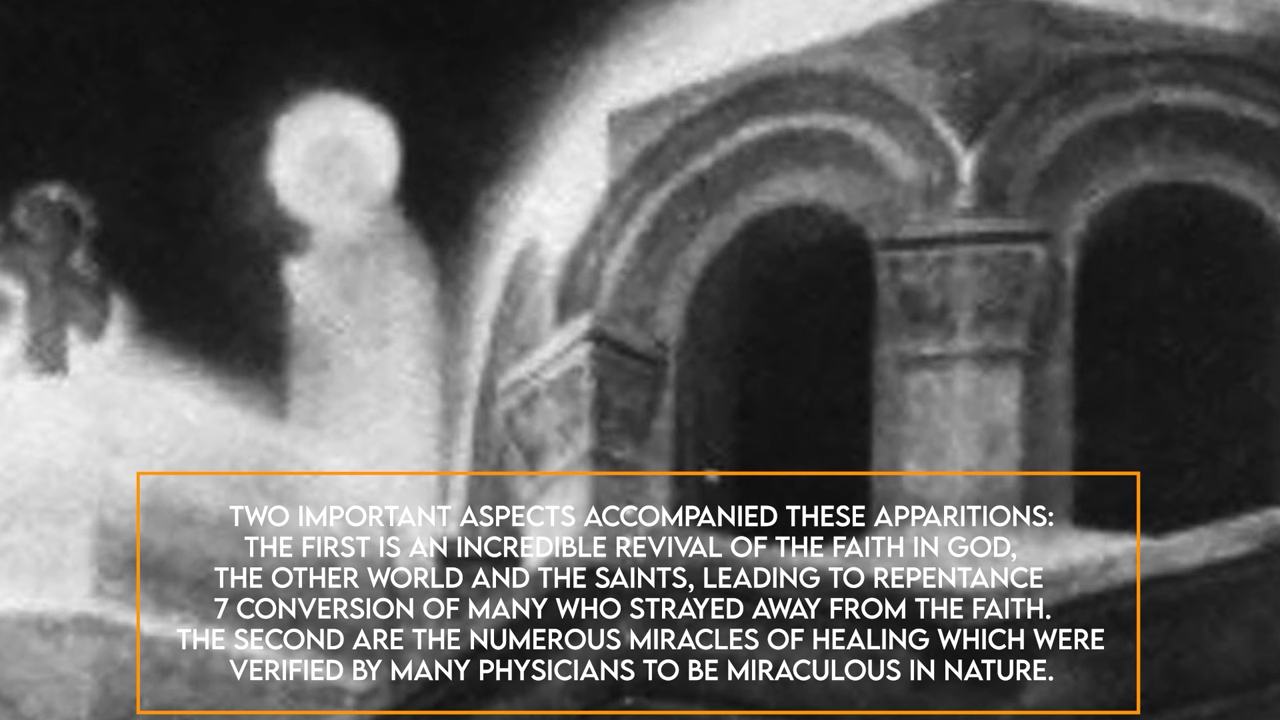 TWO IMPORTANT ASPECTS ACCOMPANIED THESE APPARITIONS:
THE FIRST IS AN INCREDIBLE REVIVAL OF THE FAITH IN GOD,
THE OTHER WORLD AND THE SAINTS, LEADING TO REPENTANCE
7 CONVERSION OF MANY WHO STRAYED AWAY FROM THE FAITH.
THE SECOND ARE THE NUMEROUS MIRACLES OF HEALING WHICH WERE
VERIFIED BY MANY PHYSICIANS TO BE MIRACULOUS IN NATURE.